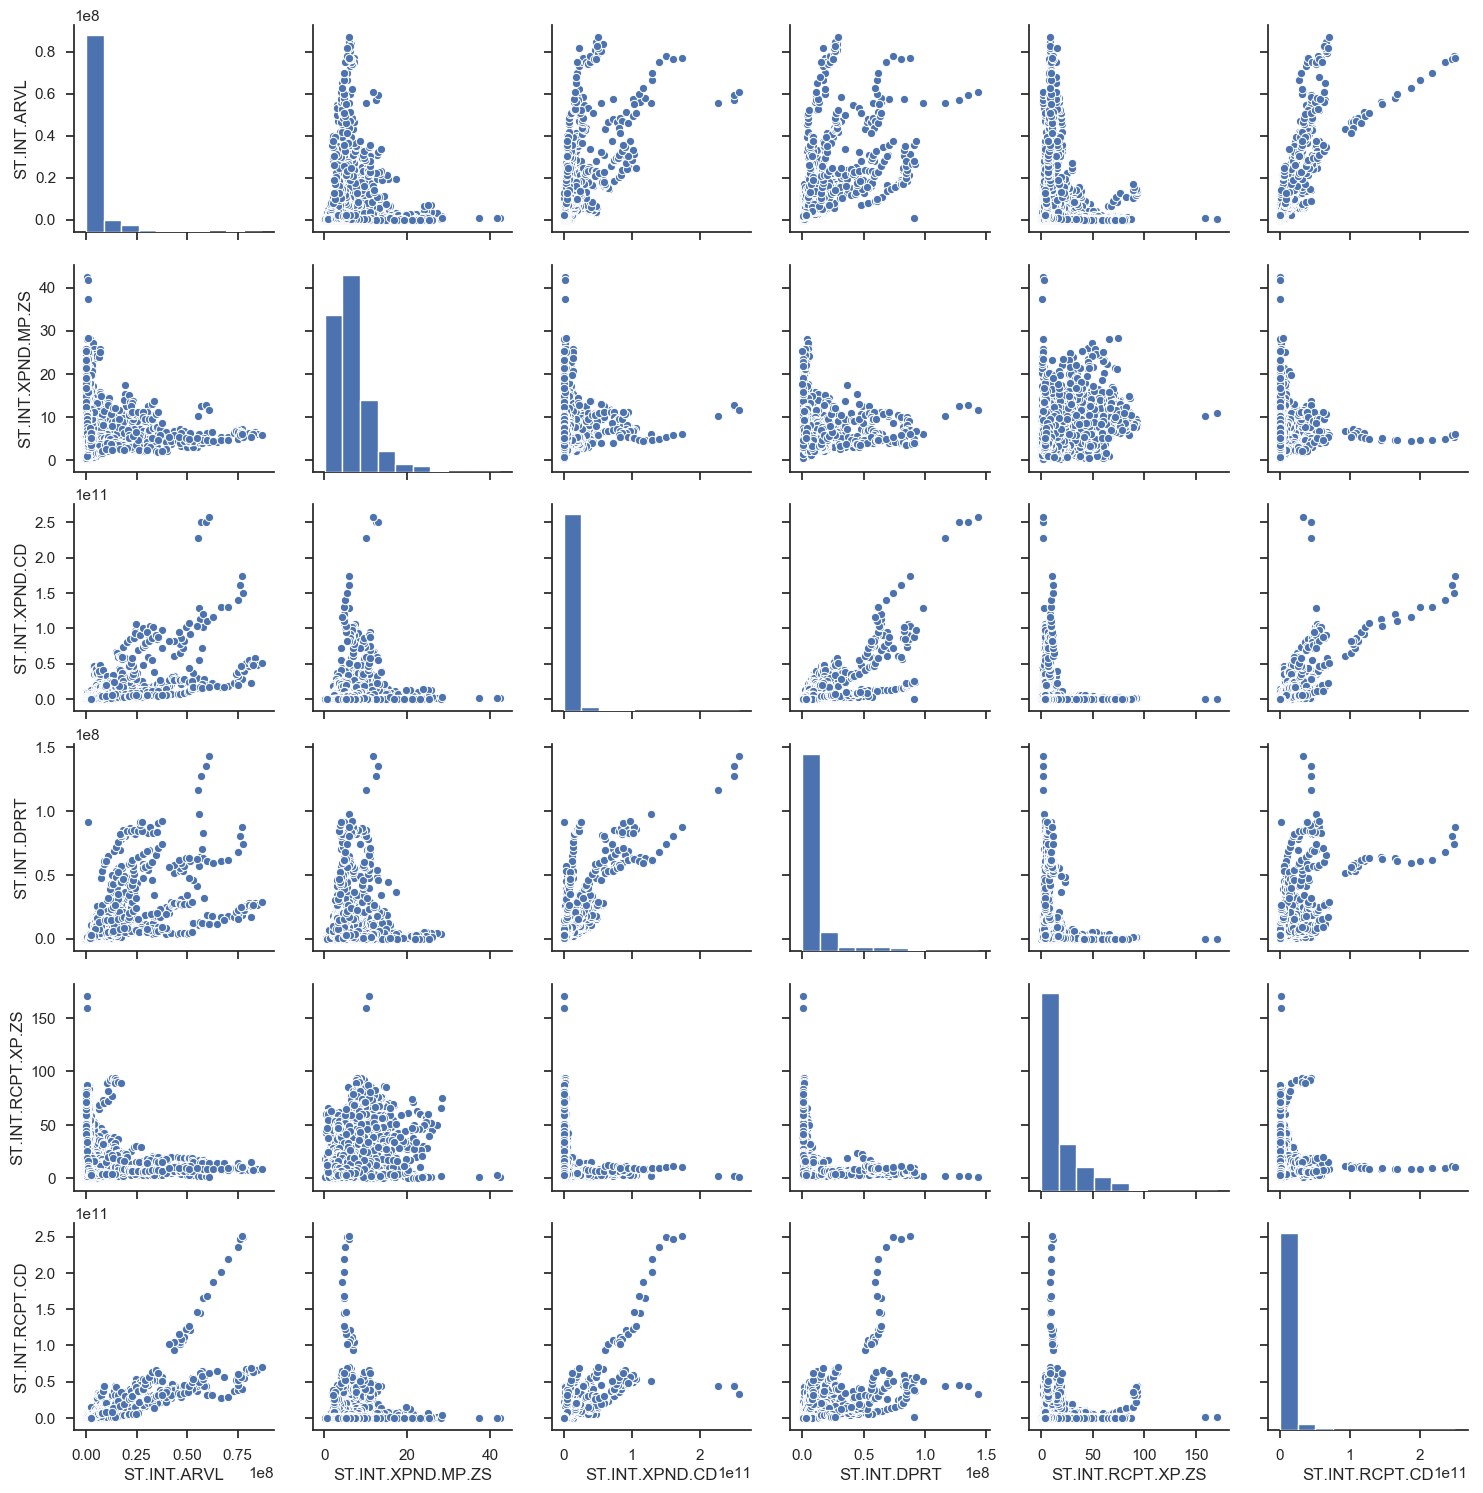 1e8
0.8
0.6
0.4
0.2
0.0
ST.INT.ARVL
40
30
20
10
0
ST.INT.XPND.MP.ZS
1e11
2.5
2.0
1.5
1.0
0.5
0.0
ST.INT.XPND.CD
1e8
1.5
1.0
0.5
0.0
ST.INT.DPRT
150
100
50
0
ST.INT.RCPT.XP.ZS
1e11
2.5
2.0
1.5
1.0
0.5
0.0
ST.INT.RCPT.CD
0.00 0.25 0.50 0.75
ST.INT.ARVL 1e8
0 20 40
ST.INT.XPND.MP.ZS
0 1 2
ST.INT.XPND.CD 1e11
0.0 0.5 1.0 1.5
ST.INT.DPRT 1e8
0 50 100 150
ST.INT.RCPT.XP.ZS
0 1 2
ST.INT.RCPT.CD 1e11